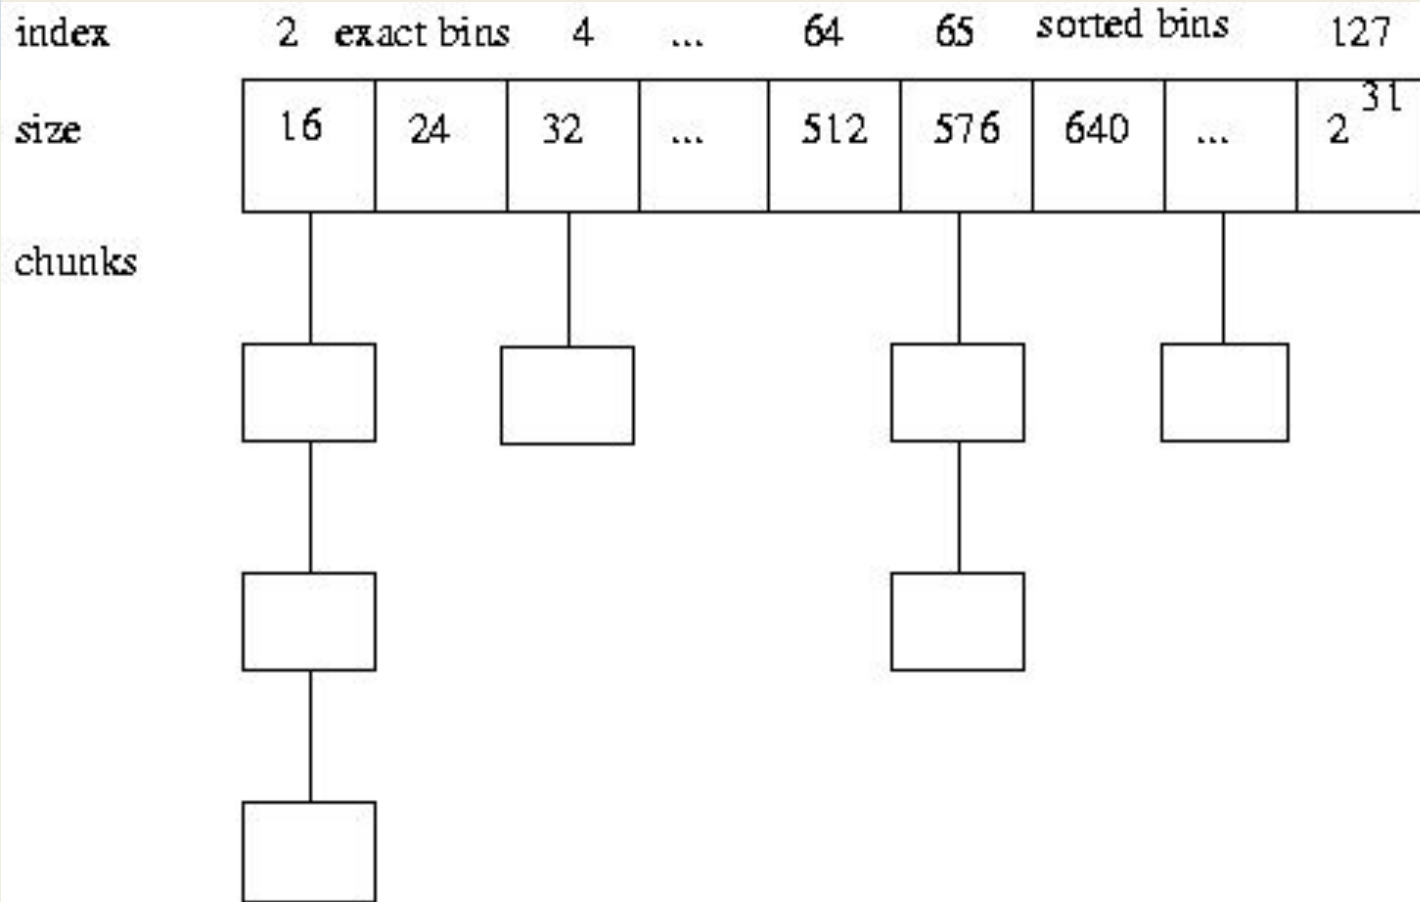 index 2 exact bins 4 ... 64 65 sorted bins 127
size 16 24 32 ... 512 576 640 ... 2^31
chunks